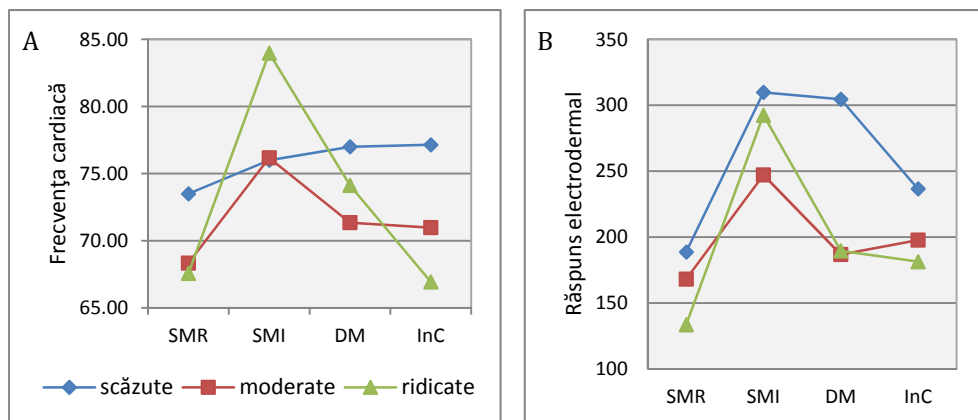 A
Frecvența cardiacă
85.00
80.00
75.00
70.00
65.00
SMR SMI DM InC
scăzute moderate ridicate
B
Răspuns electrodermal
350
300
250
200
150
100
SMR SMI DM InC